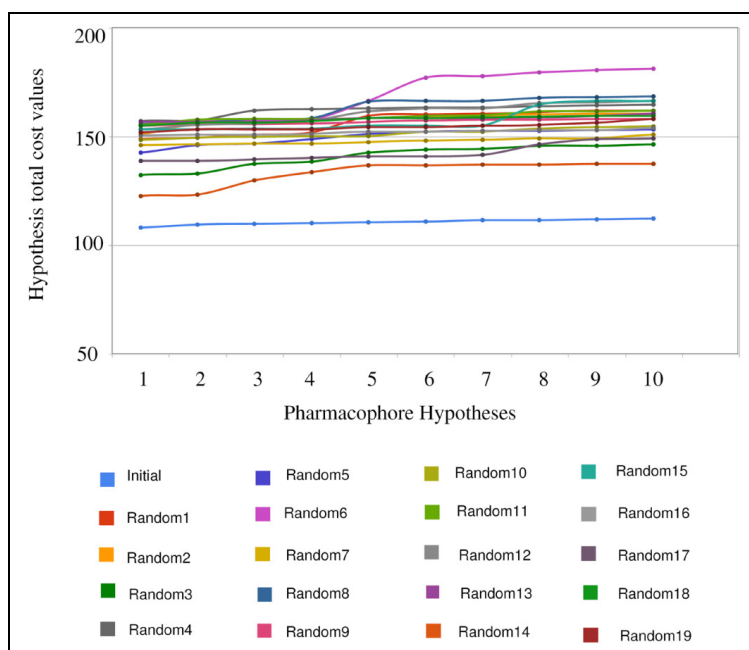 200
150
100
50
Hypothesis total cost values
1 2 3 4 5 6 7 8 9 10
Pharmacophore Hypotheses
Initial Random5 Random10 Random15
Random1 Random6 Random11 Random16
Random2 Random7 Random12 Random17
Random3 Random8 Random13 Random18
Random4 Random9 Random14 Random19